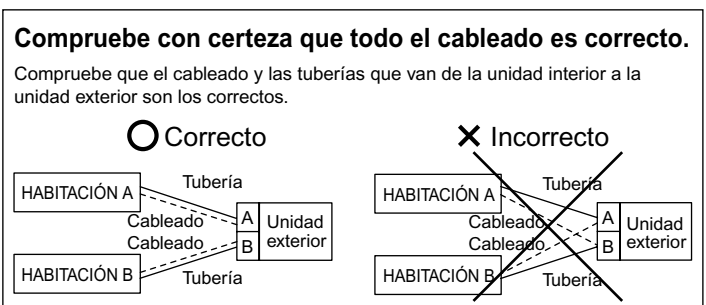 Compruebe con certeza que todo el cableado es correcto.
Compruebe que el cableado y las tuberías que van de la unidad interior a la
unidad exterior son los correctos.
Correcto
Incorrecto
HABITACIÓN A
Tubería
Cableado
Cableado
HABITACIÓN B
Tubería
A
B
Unidad
exterior
HABITACIÓN A
Tubería
Cableado
Cableado
HABITACIÓN B
Tubería
A
B
Unidad
exterior